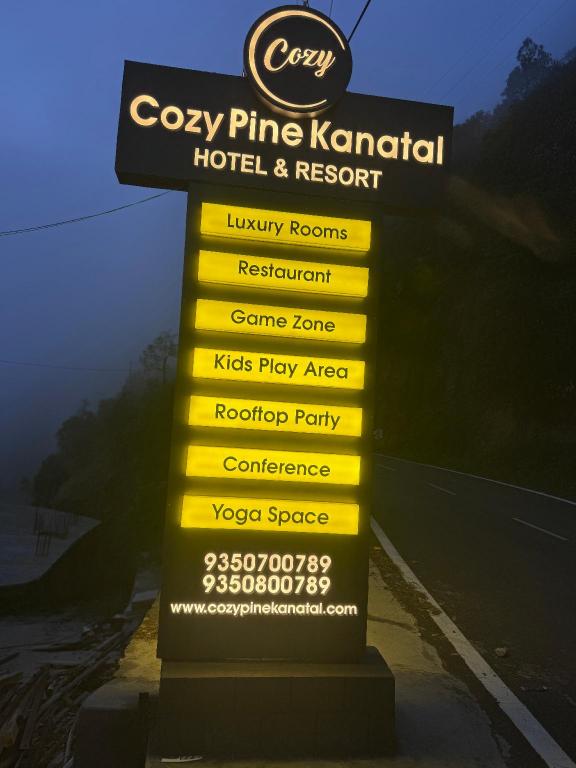 Cozy
Cozy Pine Kanatal
HOTEL & RESORT
Luxury Rooms
Restaurant
Game Zone
Kids Play Area
Rooftop Party
Conference
Yoga Space
9350700789
9350800789
www.cozypinekanatal.com